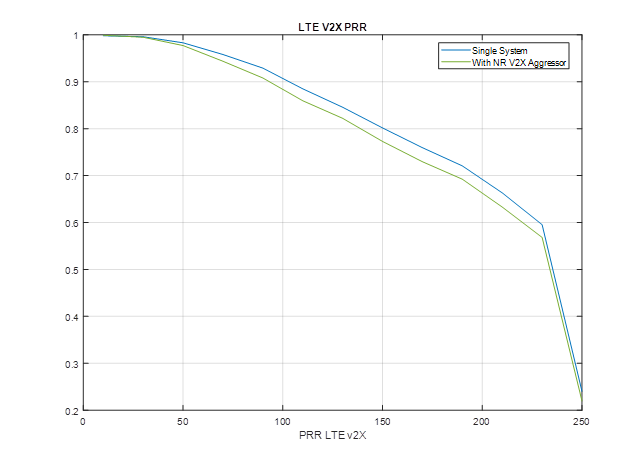 LTE V2X PRR
Single System
With NR V2X Aggressor
1
0.9
0.8
0.7
0.6
0.5
0.4
0.3
0.2
0 50 100 150 200 250
PRR LTE v2X